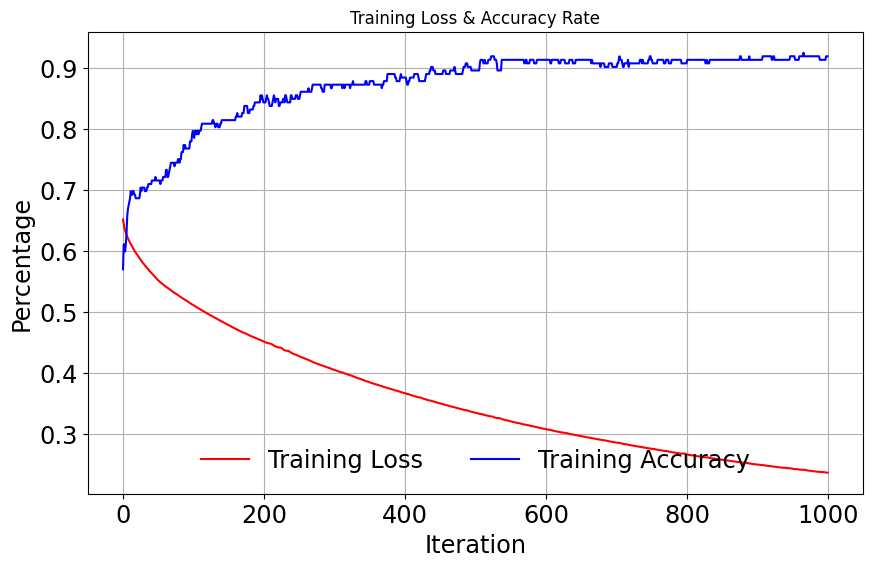 Training Loss & Accuracy Rate
0.9
0.8
0.7
0.6
0.5
0.4
0.3
Percentage
Training Loss Training Accuracy
0 200 400 600 800 1000
Iteration